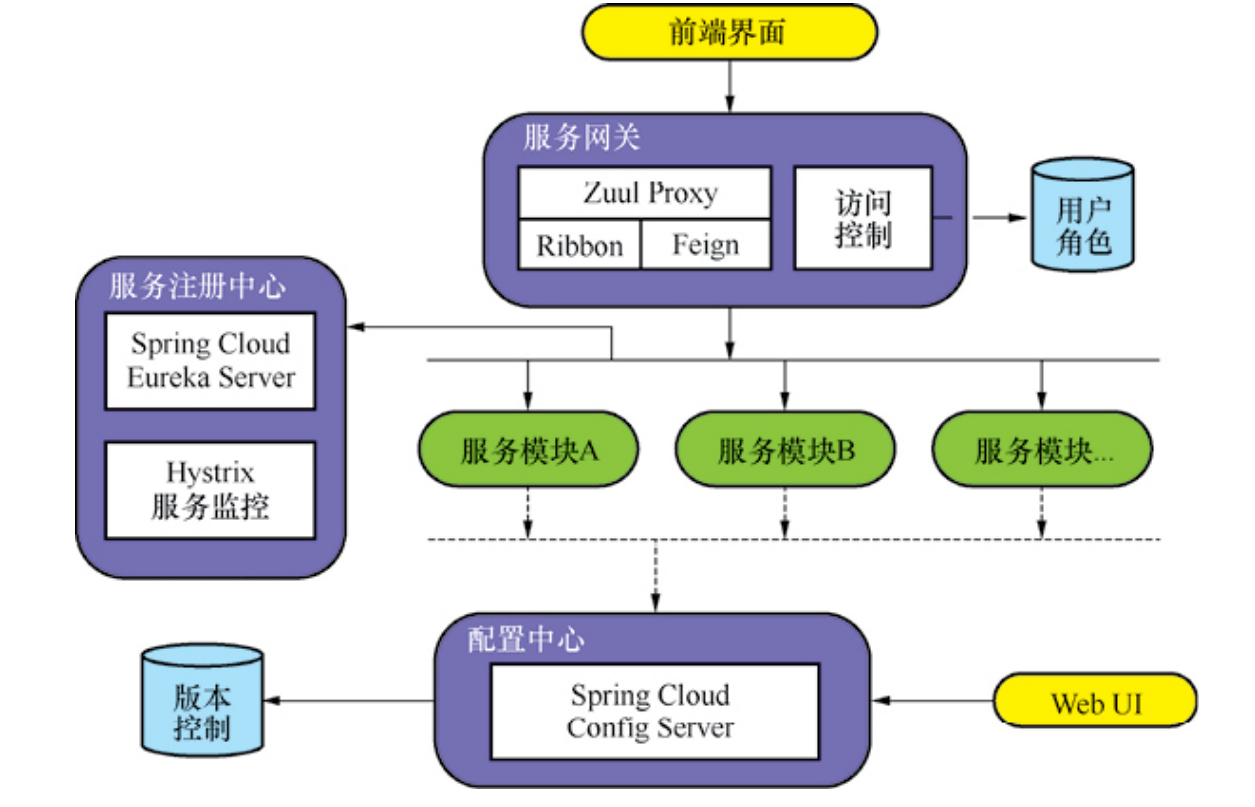 前端界面
服务网关
Zuul Proxy
Ribbon
Feign
访问
控制
用户
角色
服务注册中心
Spring Cloud
Eureka Server
Hystrix
服务监控
服务模块A
服务模块B
服务模块...
配置中心
Spring Cloud
Config Server
版本
控制
Web UI